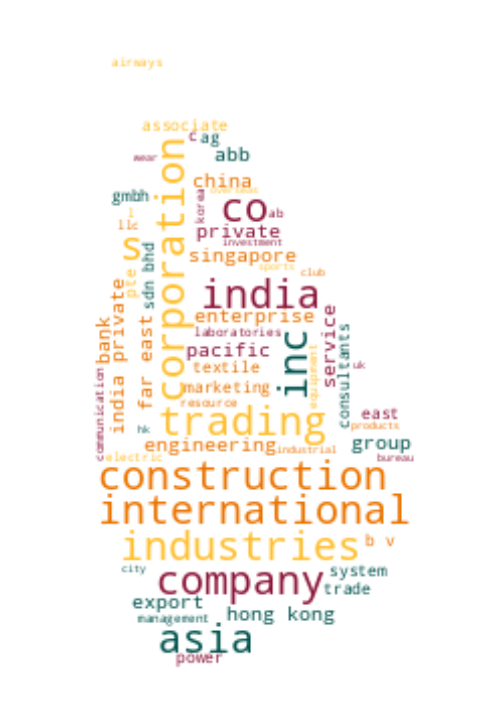 airways
associate
c ag
wear
abb
corporation
china
overseas
gmbh
korea
co
ab
l
llc
private
s
investment
sdn bhd
singapore
pte
sports
club
india
india private
enterprise
service
bank
far east
laboratories
inc
consultants
pacific
equipment
uk
textile
communication
marketing
resource
trading
east
products
hk
engineering
industrial
group
electric
bureau
construction
international
industries
b v
city
company
system
trade
export
management
hong kong
asia
power